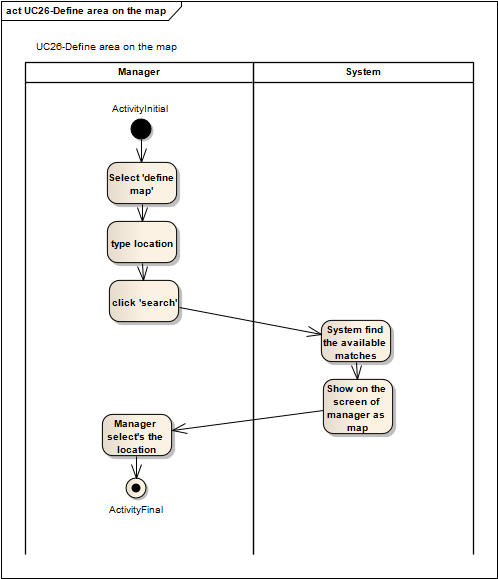 act UC26-Define area on the map
UC26-Define area on the map
Manager
System
ActivityInitial
Select 'define
map'
type location
click 'search'
System find
the available
matches
Show on the
screen of
manager as
map
Manager
select's the
location
ActivityFinal